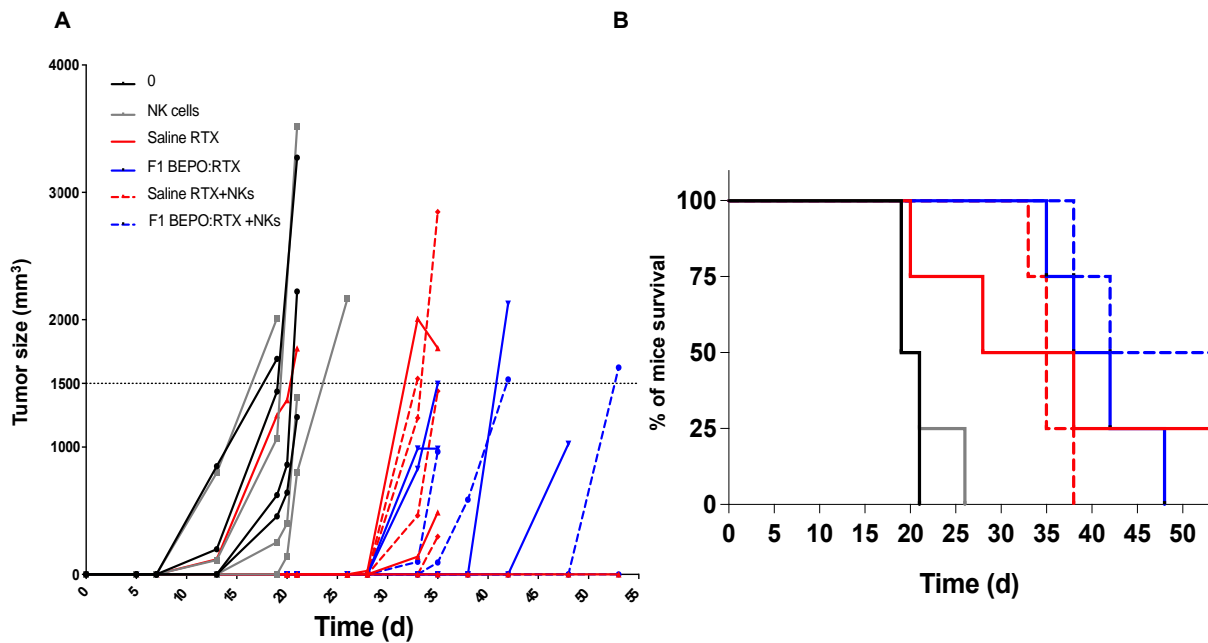 A
B
4000
3000
2000
1500
1000
0
Tumor size (mm³)
0
NK cells
Saline RTX
F1 BEPO:RTX
Saline RTX+NKs
F1 BEPO:RTX +NKs
0 5 10 15 20 25 30 35 40 45 50 55
Time (d)
100
75
50
25
0
% of mice survival
0 5 10 15 20 25 30 35 40 45 50
Time (d)